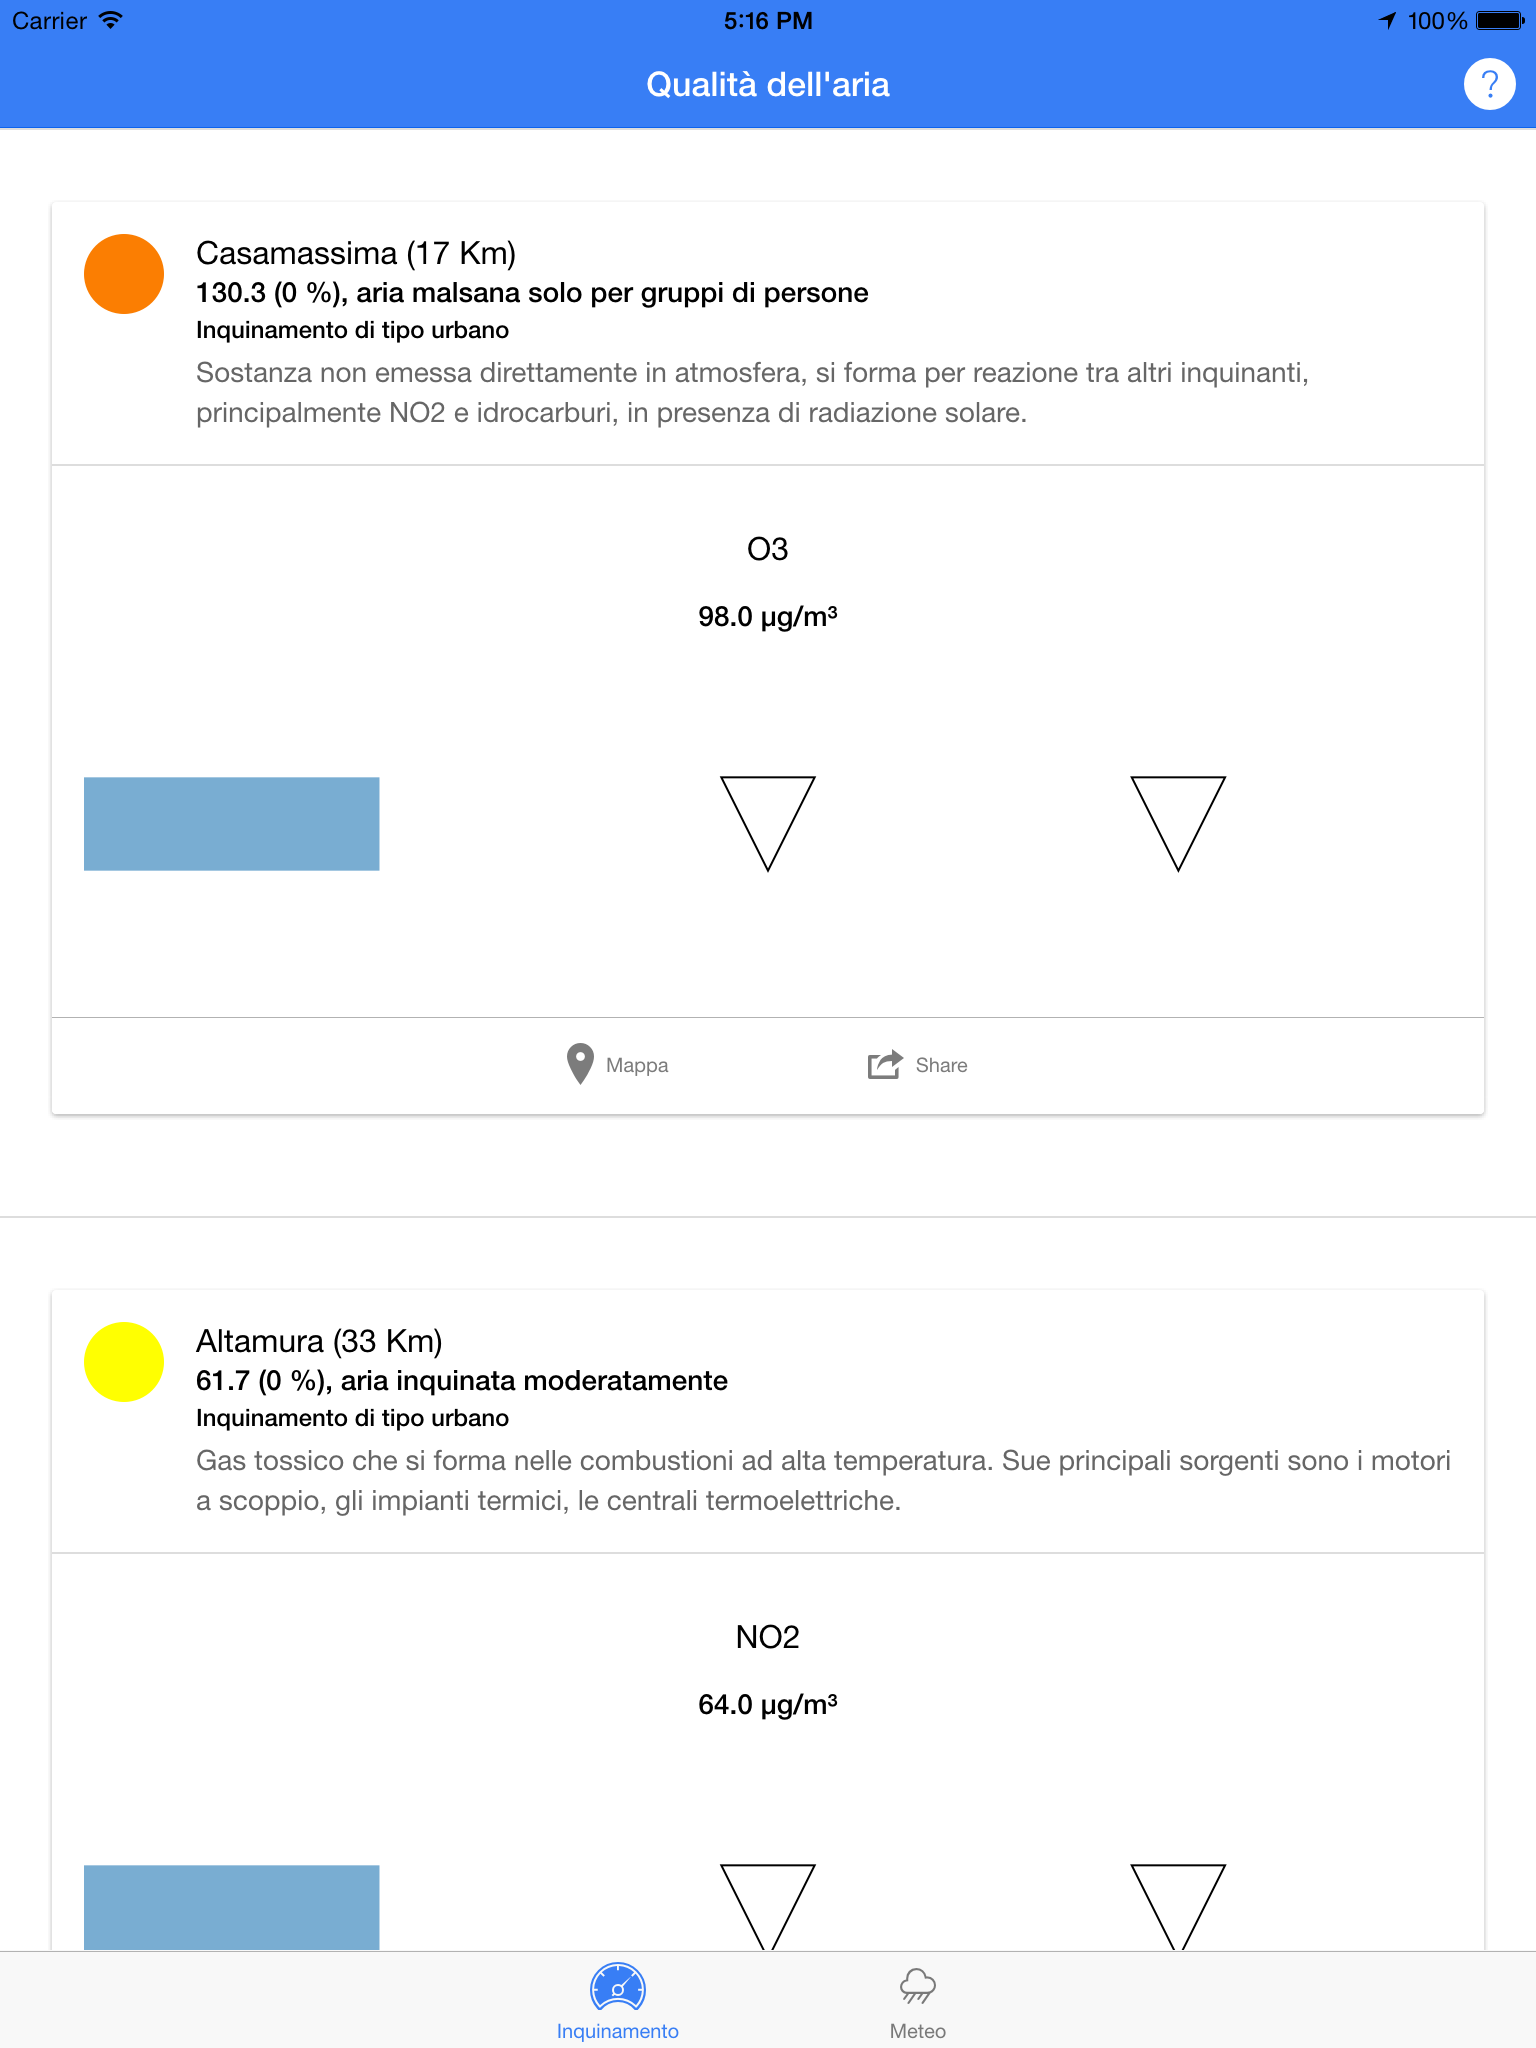 Carrier 5:16 PM 100%
Qualità dell'aria ?
Casamassima (17 Km)
130.3 (0 %), aria malsana solo per gruppi di persone
Inquinamento di tipo urbano
Sostanza non emessa direttamente in atmosfera, si forma per reazione tra altri inquinanti,
principalmente NO2 e idrocarburi, in presenza di radiazione solare.
O3
98.0 µg/m³
Mappa Share
Altamura (33 Km)
61.7 (0 %), aria inquinata moderatamente
Inquinamento di tipo urbano
Gas tossico che si forma nelle combustioni ad alta temperatura. Sue principali sorgenti sono i motori
a scoppio, gli impianti termici, le centrali termoelettriche.
NO2
64.0 µg/m³
Inquinamento Meteo